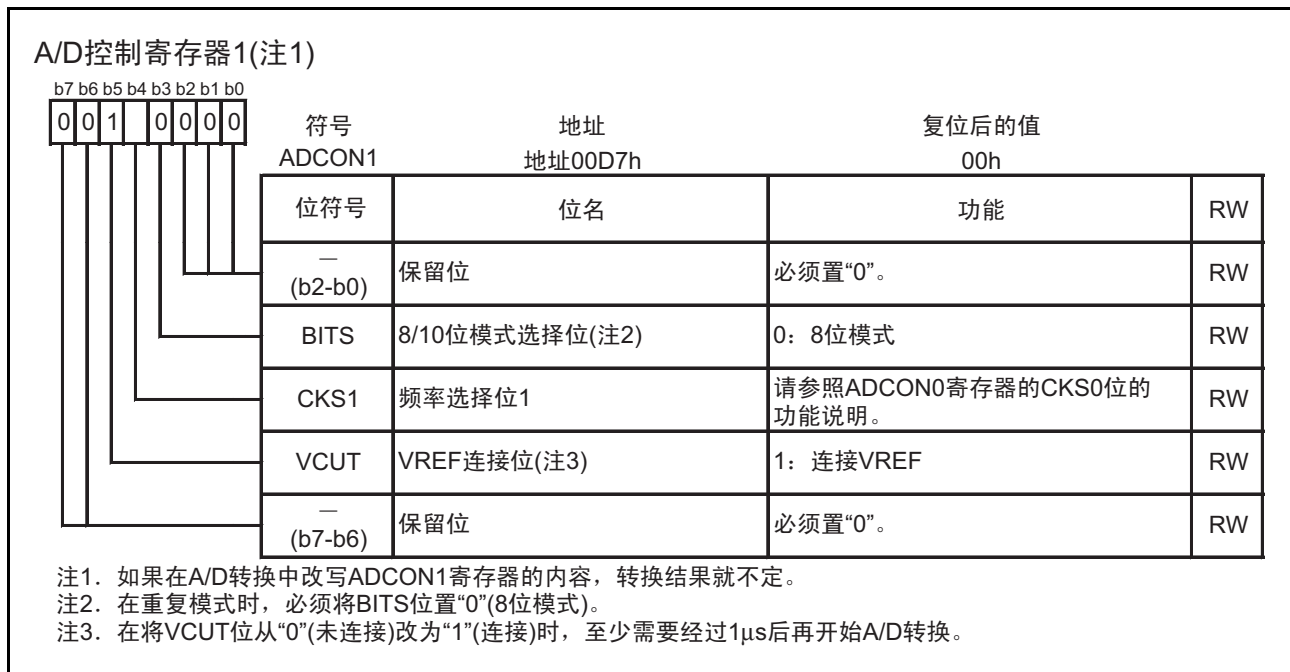 A/D控制寄存器1(注1)
b7 b6 b5 b4 b3 b2 b1 b0
0 0 1 0 0 0 0
符号 地址 复位后的值
ADCON1 地址00D7h 00h
位符号 位名 功能 RW
—
(b2-b0) 保留位 必须置“0”。 RW
BITS 8/10位模式选择位(注2) 0：8位模式 RW
CKS1 频率选择位1 请参照ADCON0寄存器的CKS0位的
功能说明。 RW
VCUT VREF连接位(注3) 1：连接VREF RW
—
(b7-b6) 保留位 必须置“0”。 RW
注1．如果在A/D转换中改写ADCON1寄存器的内容，转换结果就不定。
注2．在重复模式时，必须将BITS位置“0”(8位模式)。
注3．在将VCUT位从“0”(未连接)改为“1”(连接)时，至少需要经过1μs后再开始A/D转换。